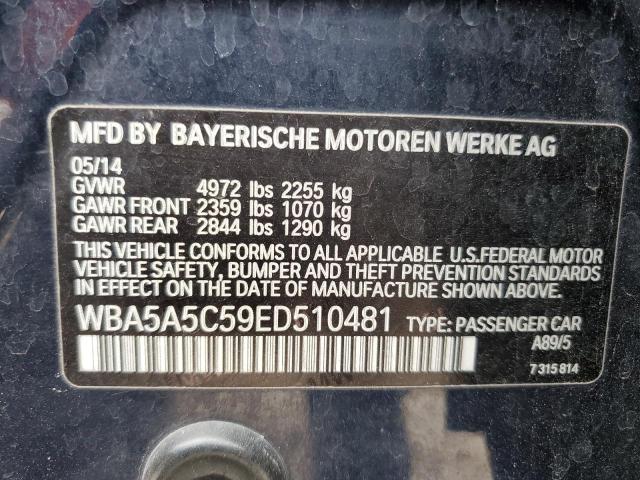 MFD BY BAYERISCHE MOTOREN WERKE AG
05/14
GVWR 4972 lbs 2255 kg
GAWR FRONT 2359 lbs 1070 kg
GAWR REAR 2844 lbs 1290 kg
THIS VEHICLE CONFORMS TO ALL APPLICABLE U.S.FEDERAL MOTOR
VEHICLE SAFETY, BUMPER AND THEFT PREVENTION STANDARDS
IN EFFECT ON THE DATE OF MANUFACTURE SHOWN ABOVE.
WBA5A5C59ED510481 TYPE: PASSENGER CAR
A89/5
7 315 814